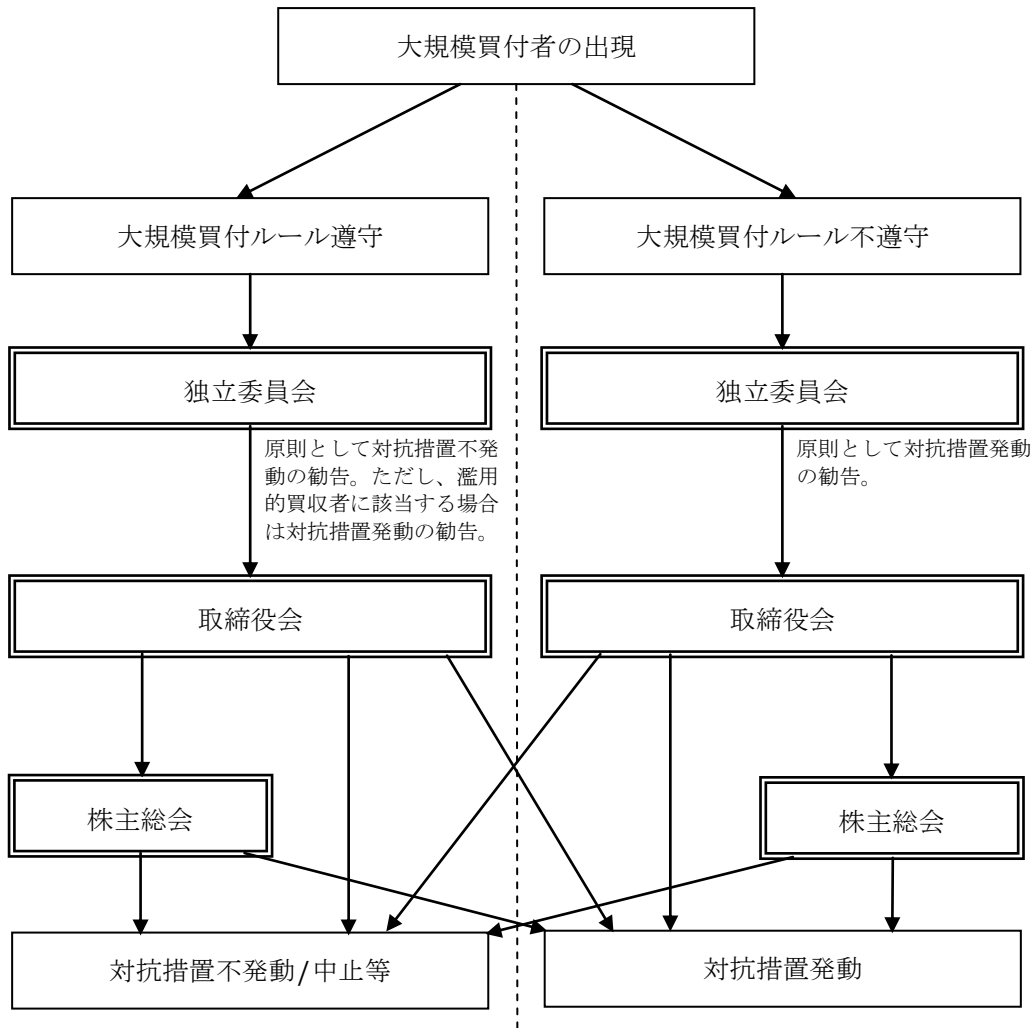 大規模買付者の出現
大規模買付ルール遵守
大規模買付ルール不遵守
独立委員会
独立委員会
原則として対抗措置不発
動の勧告。ただし、濫用
的買収者に該当する場合
は対抗措置発動の勧告。
原則として対抗措置発動
の勧告。
取締役会
取締役会
株主総会
株主総会
対抗措置不発動/中止等
対抗措置発動